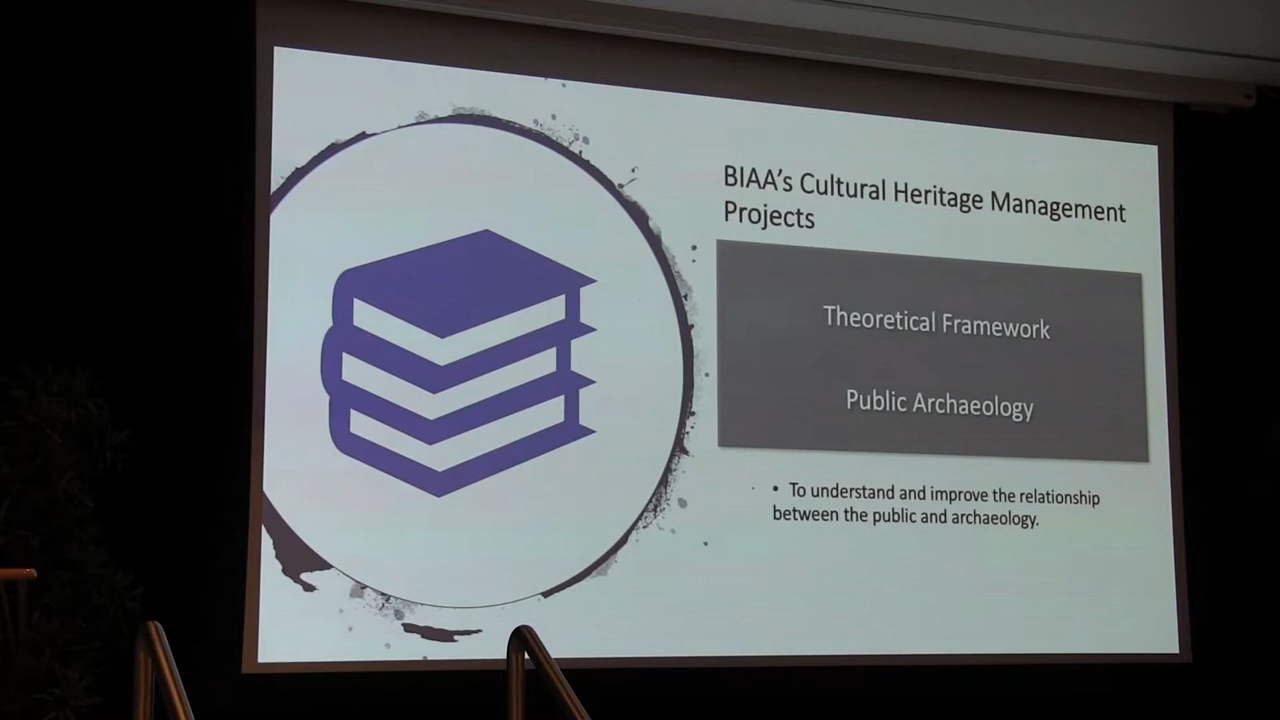 BIAA's Cultural Heritage Management
Projects
Theoretical Framework
Public Archaeology
• To understand and improve the relationship
between the public and archaeology.